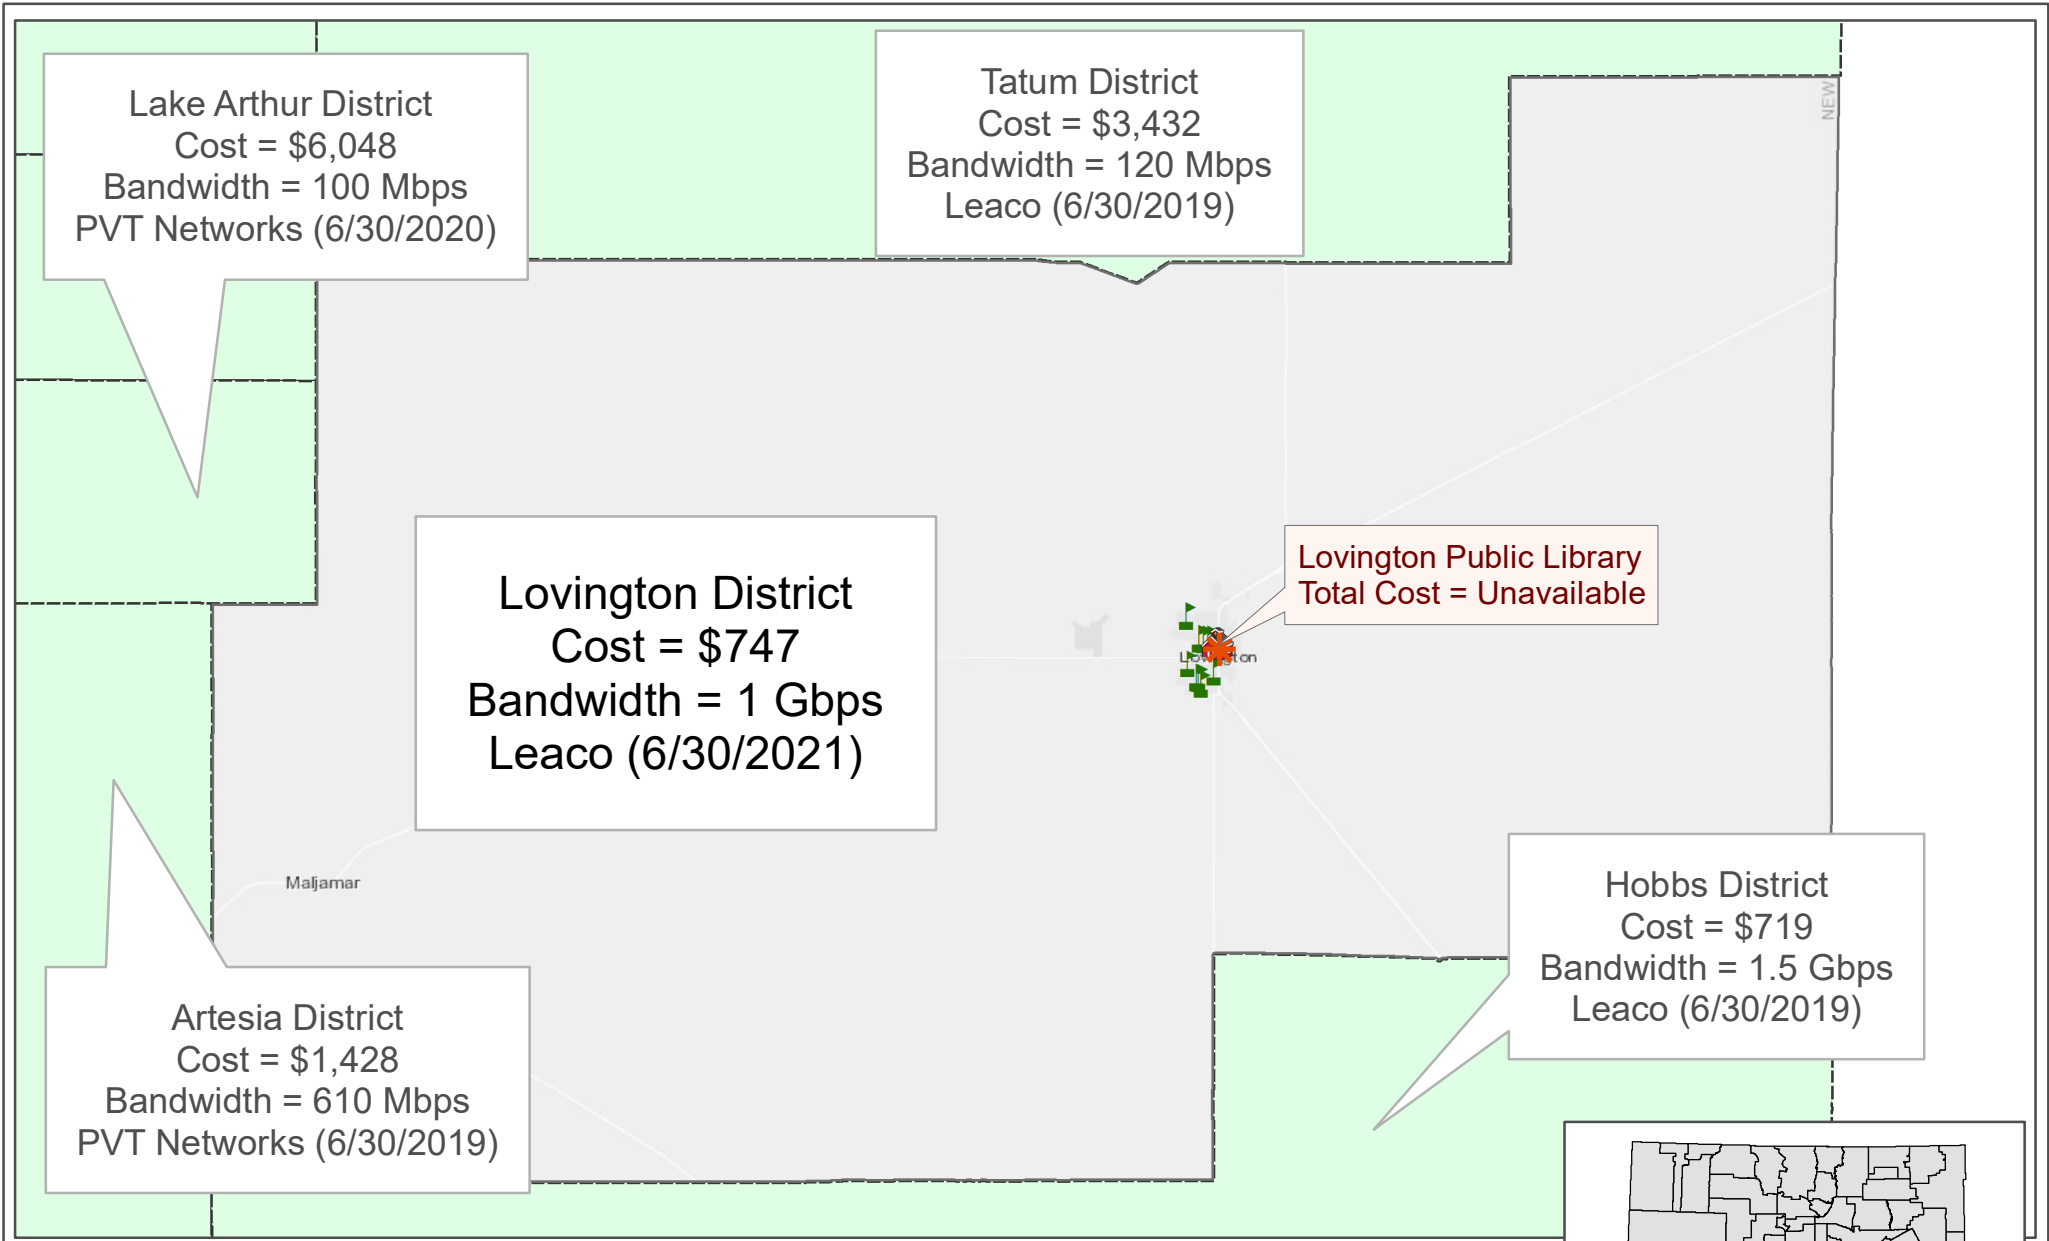 Lake Arthur District
Cost = $6,048
Bandwidth = 100 Mbps
PVT Networks (6/30/2020)
Tatum District
Cost = $3,432
Bandwidth = 120 Mbps
Leaco (6/30/2019)
NEW
Lovington District
Cost = $747
Bandwidth = 1 Gbps
Leaco (6/30/2021)
Lovington Public Library
Total Cost = Unavailable
Lovington
Maljamar
Hobbs District
Cost = $719
Bandwidth = 1.5 Gbps
Leaco (6/30/2019)
Artesia District
Cost = $1,428
Bandwidth = 610 Mbps
PVT Networks (6/30/2019)